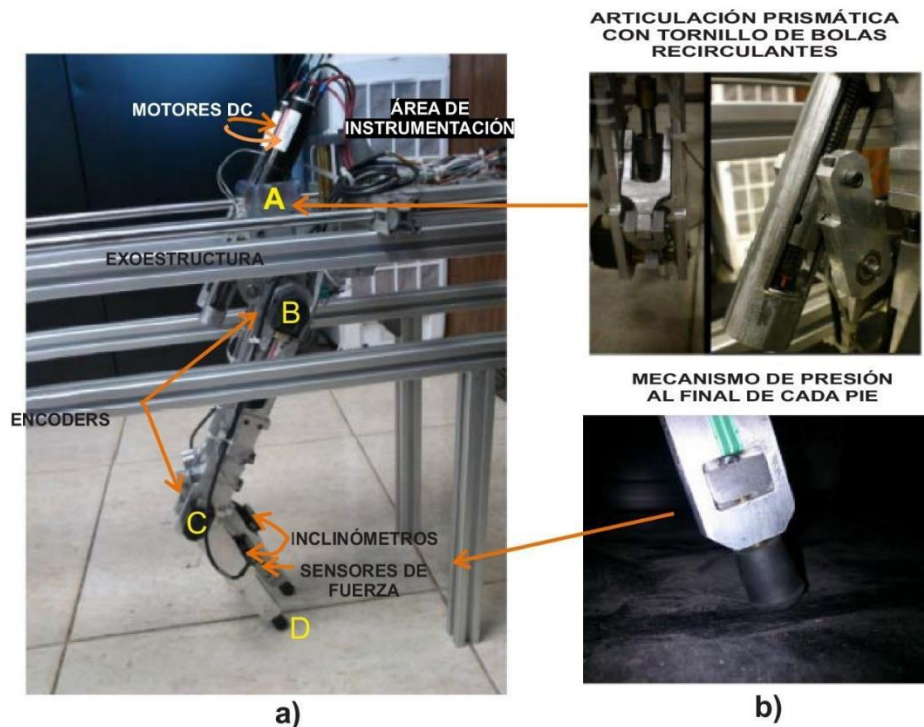 ARTICULACIÓN PRISMÁTICA
CON TORNILLO DE BOLAS
RECIRCULANTES
MOTORES DC
ÁREA DE
INSTRUMENTACIÓN
A
EXOESTRUCTURA
B
ENCODERS
C
INCLINÓMETROS
SENSORES DE
FUERZA
D
MECANISMO DE PRESIÓN
AL FINAL DE CADA PIE
a)
b)